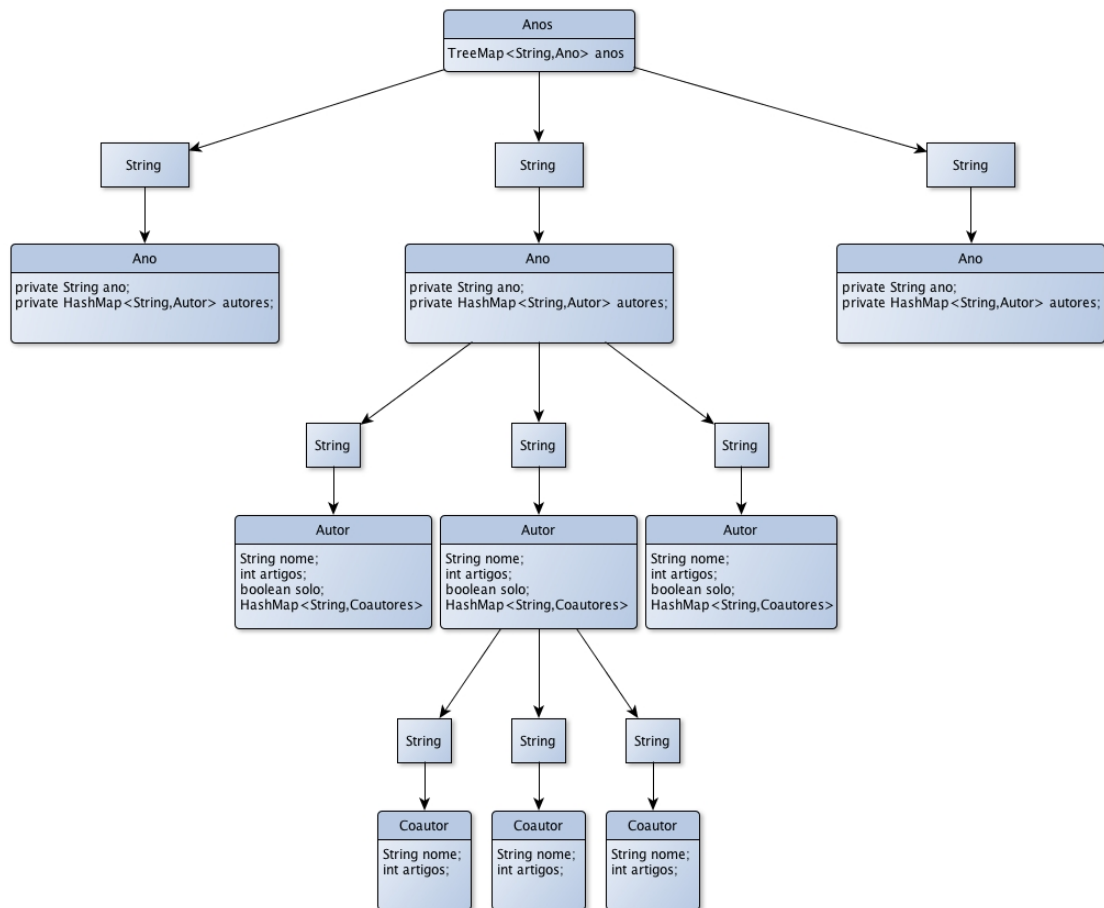 Anos
TreeMap<String,Ano> anos
String
String
String
Ano
private String ano;
private HashMap<String,Autor> autores;
Ano
private String ano;
private HashMap<String,Autor> autores;
Ano
private String ano;
private HashMap<String,Autor> autores;
String
String
String
Autor
String nome;
int artigos;
boolean solo;
HashMap<String,Coautores>
Autor
String nome;
int artigos;
boolean solo;
HashMap<String,Coautores>
Autor
String nome;
int artigos;
boolean solo;
HashMap<String,Coautores>
String
String
String
Coautor
String nome;
int artigos;
Coautor
String nome;
int artigos;
Coautor
String nome;
int artigos;